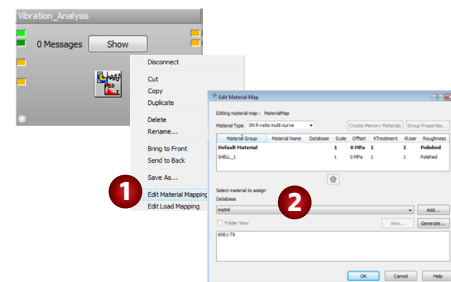 Vibration_Analysis
0 Messages Show
Disconnect
Cut
Copy
Duplicate
Delete
Rename...
Bring to Front
Send to Back
Save As...
1
Edit Material Mapping
Edit Load Mapping
Edit Material Map
Editing material map : MaterialMap
Material Type SN R-ratio multi-curve Create Memory Materials Group Properties...
Material Group Material Name Database Scale Offset KTreatment KUser Roughness
Default Material 1 0 MPa 1 1 Polished
SHELL_1 1 0 MPa 1 1 Polished
Select material to assign
2
Database
Add...
Folder View View... Generate...
6061-T6
OK Cancel Help